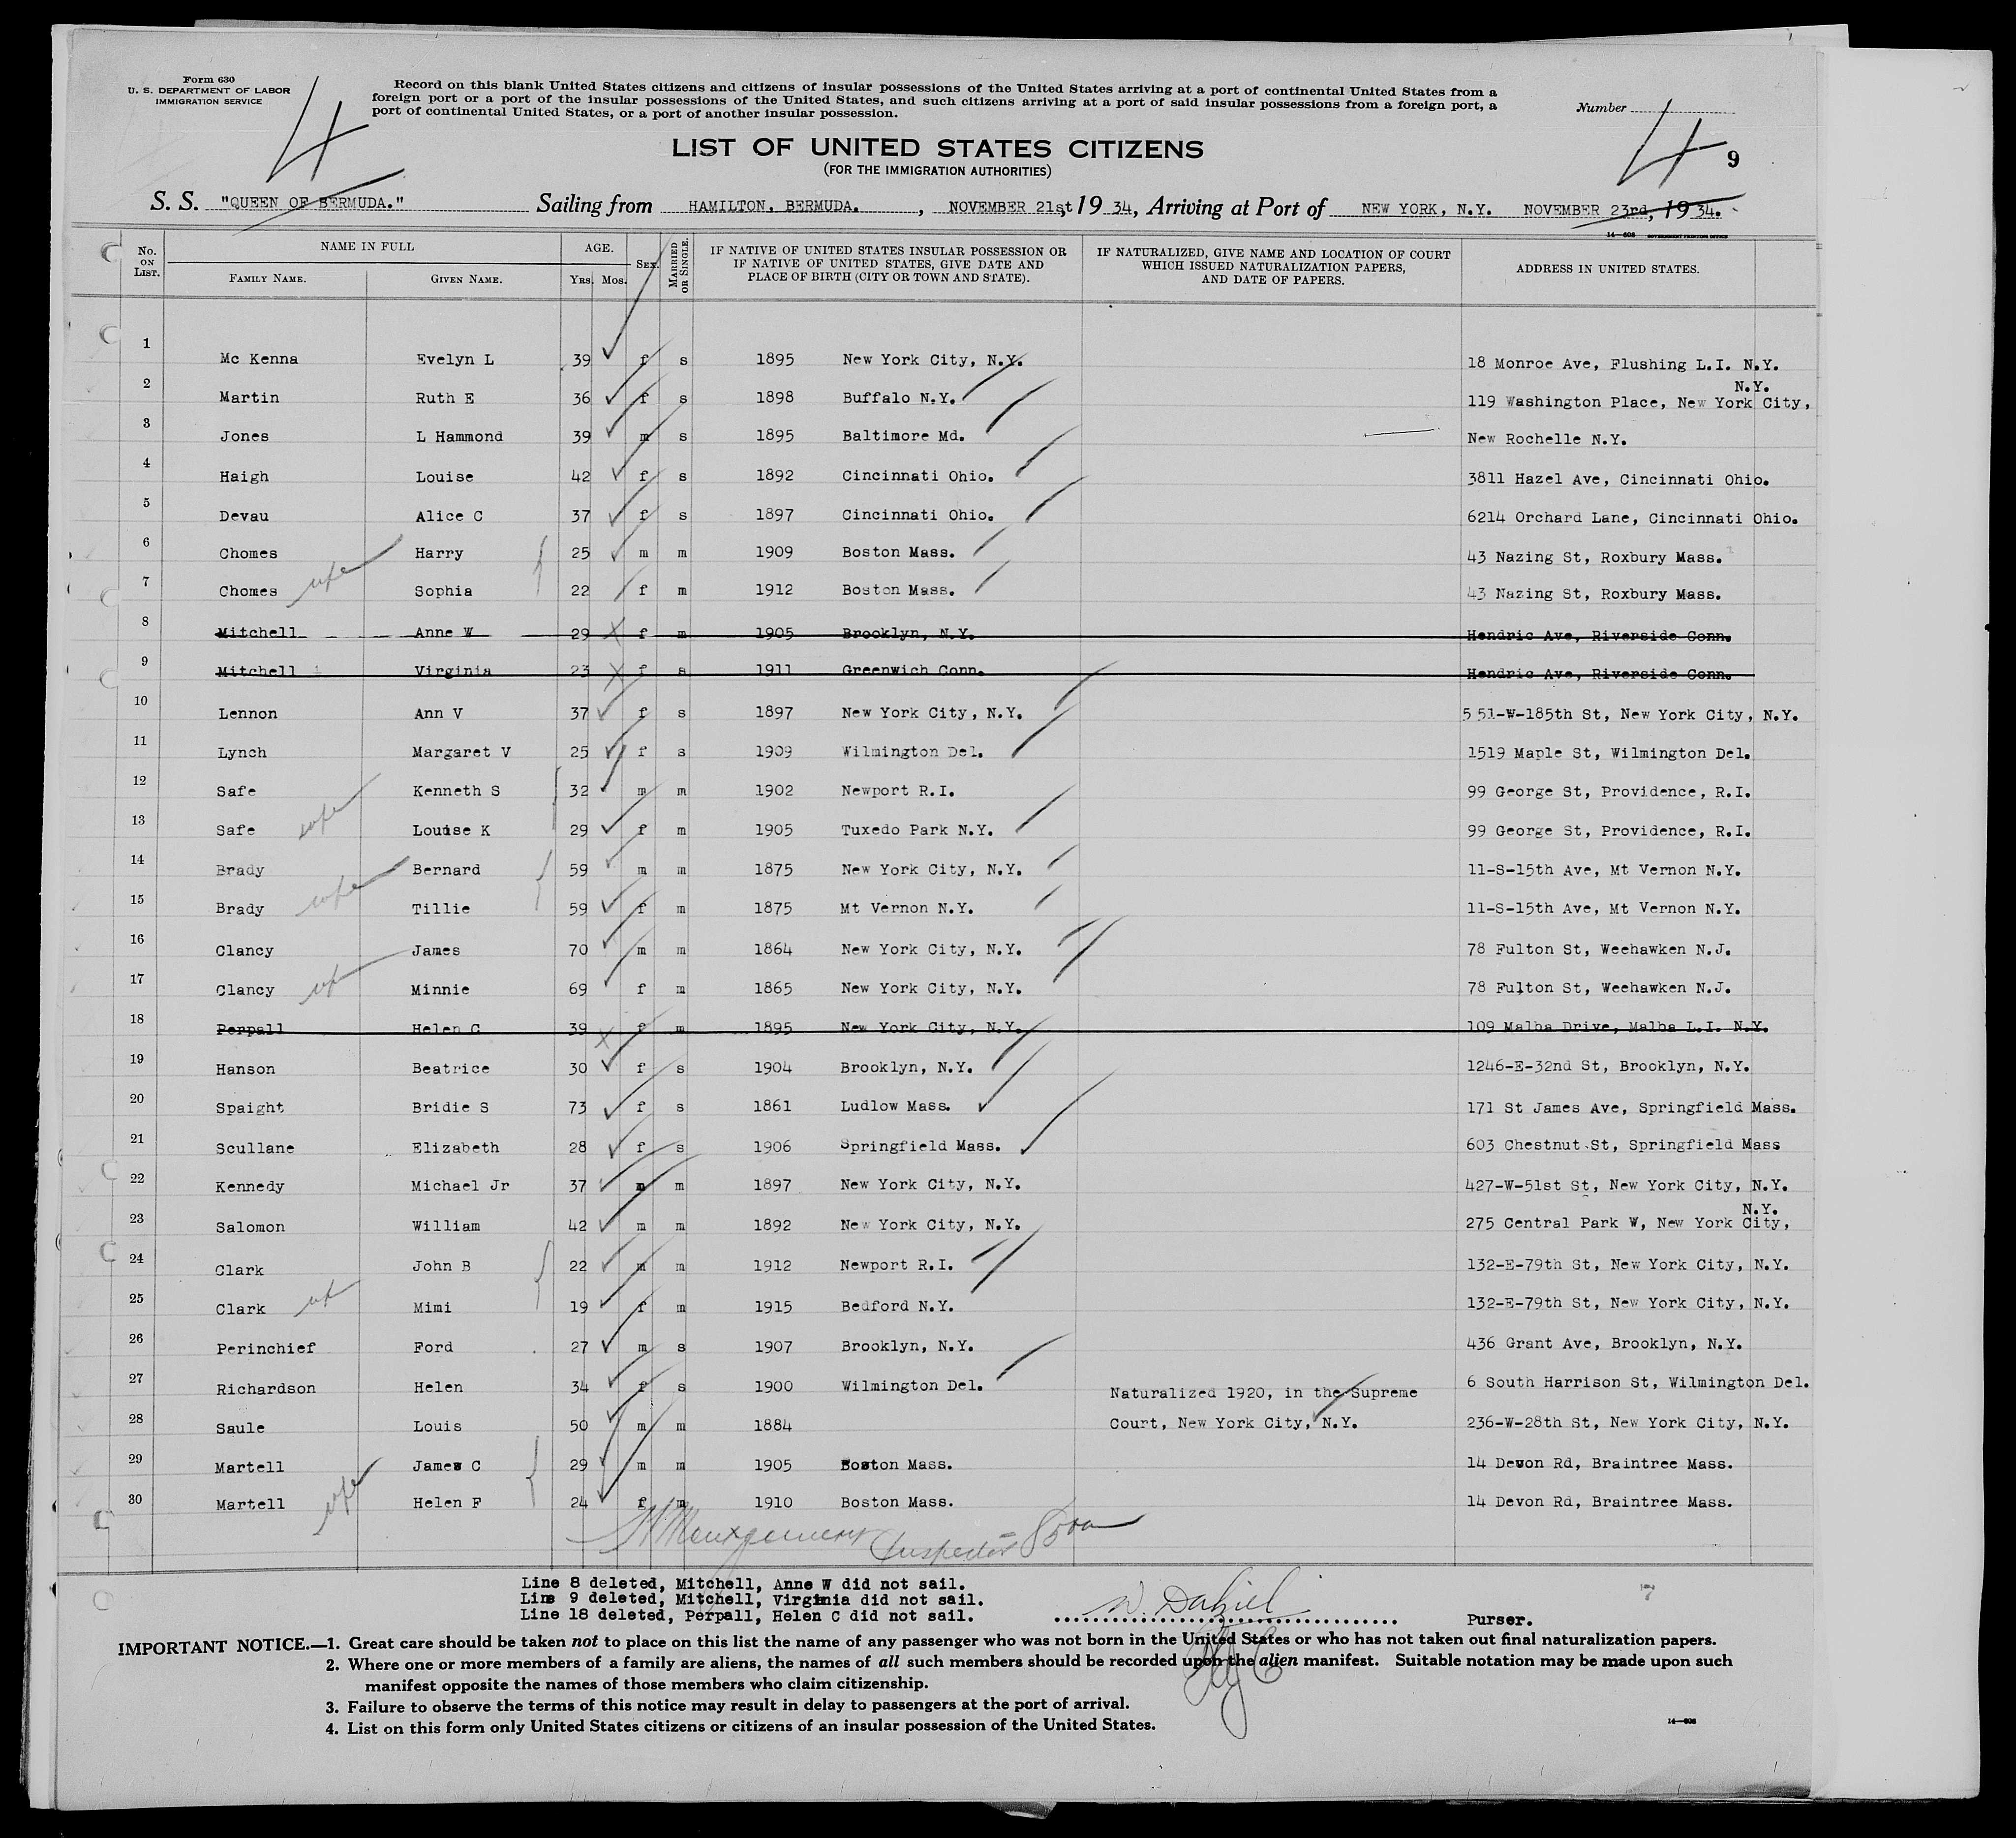 Form 630
U. S. DEPARTMENT OF LABOR
IMMIGRATION SERVICE
4
Record on this blank United States citizens and citizens of insular possessions of the United States arriving at a port of continental United States from a
foreign port or a port of the insular possessions of the United States, and such citizens arriving at a port of said insular possessions from a foreign port, a
port of continental United States, or a port of another insular possession.
Number
4 9
LIST OF UNITED STATES CITIZENS
(FOR THE IMMIGRATION AUTHORITIES)
S. S. "QUEEN OF BERMUDA." Sailing from HAMILTON, BERMUDA. , NOVEMBER 21st, 19 34, Arriving at Port of NEW YORK, N.Y. NOVEMBER 23rd, 19 34.
14—608 GOVERNMENT PRINTING OFFICE
No. ON LIST. NAME IN FULL FAMILY NAME. GIVEN NAME. AGE. YRS. MOS. SEX. MARRIED OR SINGLE. IF NATIVE OF UNITED STATES INSULAR POSSESSION OR IF NATIVE OF UNITED STATES, GIVE DATE AND PLACE OF BIRTH (CITY OR TOWN AND STATE). IF NATURALIZED, GIVE NAME AND LOCATION OF COURT WHICH ISSUED NATURALIZATION PAPERS, AND DATE OF PAPERS. ADDRESS IN UNITED STATES.
1 Mc Kenna Evelyn L 39 f s 1895 New York City, N.Y. 18 Monroe Ave, Flushing L.I. N.Y.
2 Martin Ruth E 36 f s 1898 Buffalo N.Y. 119 Washington Place, New York City, N.Y.
3 Jones L Hammond 39 m s 1895 Baltimore Md. New Rochelle N.Y.
4 Haigh Louise 42 f s 1892 Cincinnati Ohio. 3811 Hazel Ave, Cincinnati Ohio.
5 Devau Alice C 37 f s 1897 Cincinnati Ohio. 6214 Orchard Lane, Cincinnati Ohio.
6 Chomes Harry 25 m m 1909 Boston Mass. 43 Nazing St, Roxbury Mass.
7 Chomes wife Sophia 22 f m 1912 Boston Mass. 43 Nazing St, Roxbury Mass.
8 Mitchell Anne W 29 f m 1905 Brooklyn, N.Y. Hendric Ave, Riverside Conn.
9 Mitchell Virginia 23 f s 1911 Greenwich Conn. Hendric Ave, Riverside Conn.
10 Lennon Ann V 37 f s 1897 New York City, N.Y. 5 51-W-185th St, New York City, N.Y.
11 Lynch Margaret V 25 f s 1909 Wilmington Del. 1519 Maple St, Wilmington Del.
12 Safe Kenneth S 32 m m 1902 Newport R.I. 99 George St, Providence, R.I.
13 Safe wife Louise K 29 f m 1905 Tuxedo Park N.Y. 99 George St, Providence, R.I.
14 Brady Bernard 59 m m 1875 New York City, N.Y. 11-S-15th Ave, Mt Vernon N.Y.
15 Brady wife Tillie 59 f m 1875 Mt Vernon N.Y. 11-S-15th Ave, Mt Vernon N.Y.
16 Clancy James 70 m m 1864 New York City, N.Y. 78 Fulton St, Weehawken N.J.
17 Clancy wf Minnie 69 f m 1865 New York City, N.Y. 78 Fulton St, Weehawken N.J.
18 Perpall Helen C 39 f m 1895 New York City, N.Y. 109 Malba Drive, Malba L.I. N.Y.
19 Hanson Beatrice 30 f s 1904 Brooklyn, N.Y. 1246-E-32nd St, Brooklyn, N.Y.
20 Spaight Bridie S 73 f s 1861 Ludlow Mass. 171 St James Ave, Springfield Mass.
21 Scullane Elizabeth 28 f s 1906 Springfield Mass. 603 Chestnut St, Springfield Mass
22 Kennedy Michael Jr 37 m m 1897 New York City, N.Y. 427-W-51st St, New York City, N.Y.
23 Salomon William 42 m m 1892 New York City, N.Y. 275 Central Park W, New York City, N.Y.
24 Clark John B 22 m m 1912 Newport R.I. 132-E-79th St, New York City, N.Y.
25 Clark wf Mimi 19 f m 1915 Bedford N.Y. 132-E-79th St, New York City, N.Y.
26 Perinchief Ford 27 m s 1907 Brooklyn, N.Y. 436 Grant Ave, Brooklyn, N.Y.
27 Richardson Helen 34 f s 1900 Wilmington Del. 6 South Harrison St, Wilmington Del.
28 Saule Louis 50 m m 1884 Naturalized 1920, in the Supreme Court, New York City, N.Y. 236-W-28th St, New York City, N.Y.
29 Martell James C 29 m m 1905 Boston Mass. 14 Devon Rd, Braintree Mass.
30 Martell wife Helen F 24 f m 1910 Boston Mass. 14 Devon Rd, Braintree Mass.
Montgomery Inspector
Line 8 deleted, Mitchell, Anne W did not sail.
Line 9 deleted, Mitchell, Virginia did not sail.
Line 18 deleted, Perpall, Helen C did not sail.
Purser.
IMPORTANT NOTICE.—1. Great care should be taken not to place on this list the name of any passenger who was not born in the United States or who has not taken out final naturalization papers.
2. Where one or more members of a family are aliens, the names of all such members should be recorded upon the alien manifest. Suitable notation may be made upon such
manifest opposite the names of those members who claim citizenship.
3. Failure to observe the terms of this notice may result in delay to passengers at the port of arrival.
4. List on this form only United States citizens or citizens of an insular possession of the United States.
14—608